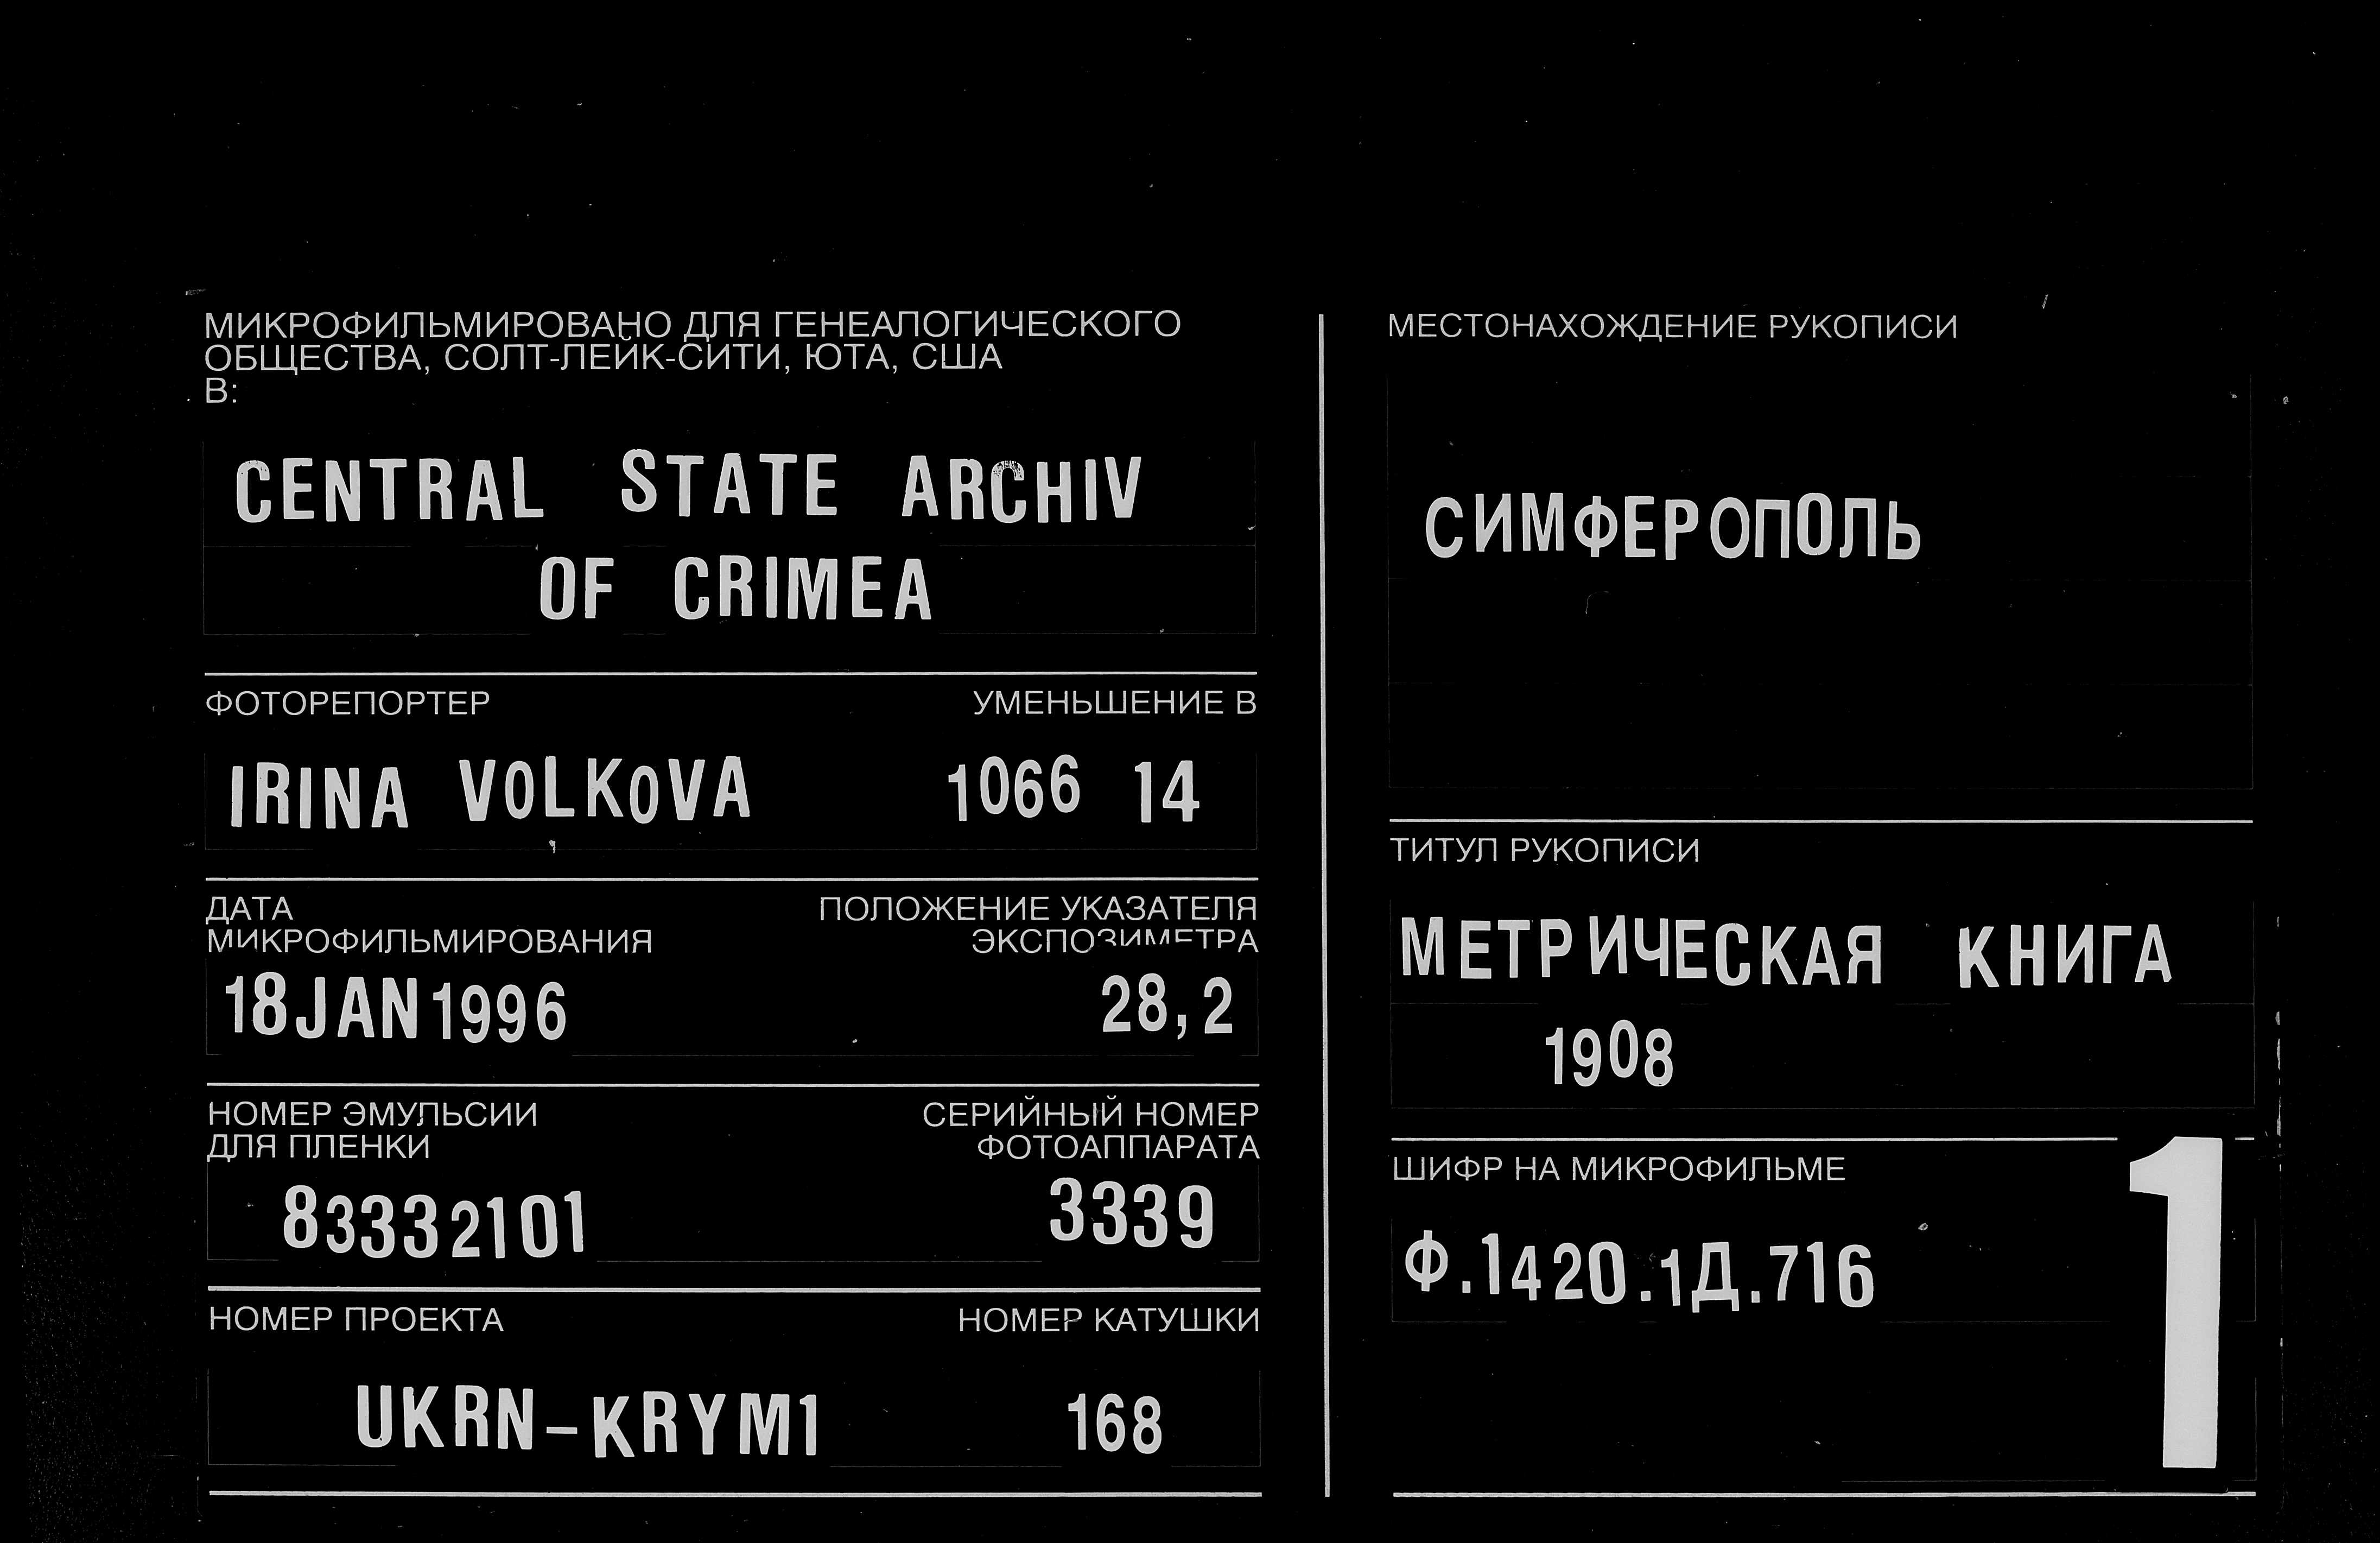 МИКРОФИЛЬМИРОВАНО ДЛЯ ГЕНЕАЛОГИЧЕСКОГО
ОБЩЕСТВА, СОЛТ-ЛЕЙК-СИТИ, ЮТА, США
В:
CENTRAL STATE ARCHIV
OF CRIMEA
ФОТОРЕПОРТЕР УМЕНЬШЕНИЕ В
IRINA VOLKOVA 1066 14
ДАТА ПОЛОЖЕНИЕ УКАЗАТЕЛЯ
МИКРОФИЛЬМИРОВАНИЯ ЭКСПОЗИМЕТРА
18JAN1996 28,2
НОМЕР ЭМУЛЬСИИ СЕРИЙНЫЙ НОМЕР
ДЛЯ ПЛЕНКИ ФОТОАППАРАТА
83332101 3339
НОМЕР ПРОЕКТА НОМЕР КАТУШКИ
UKRN-KRYM1 168
МЕСТОНАХОЖДЕНИЕ РУКОПИСИ
СИМФЕРОПОЛЬ
ТИТУЛ РУКОПИСИ
МЕТРИЧЕСКАЯ КНИГА
1908
ШИФР НА МИКРОФИЛЬМЕ
Ф.1420.1Д.716
1